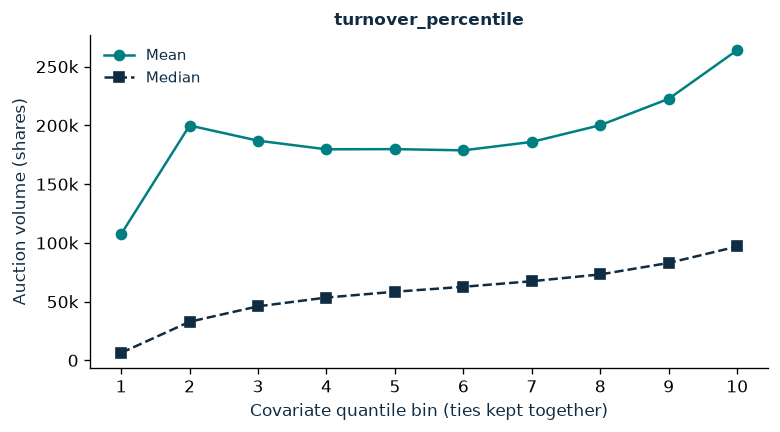 turnover_percentile
Mean
Median
Auction volume (shares)
250k
200k
150k
100k
50k
0
1 2 3 4 5 6 7 8 9 10
Covariate quantile bin (ties kept together)